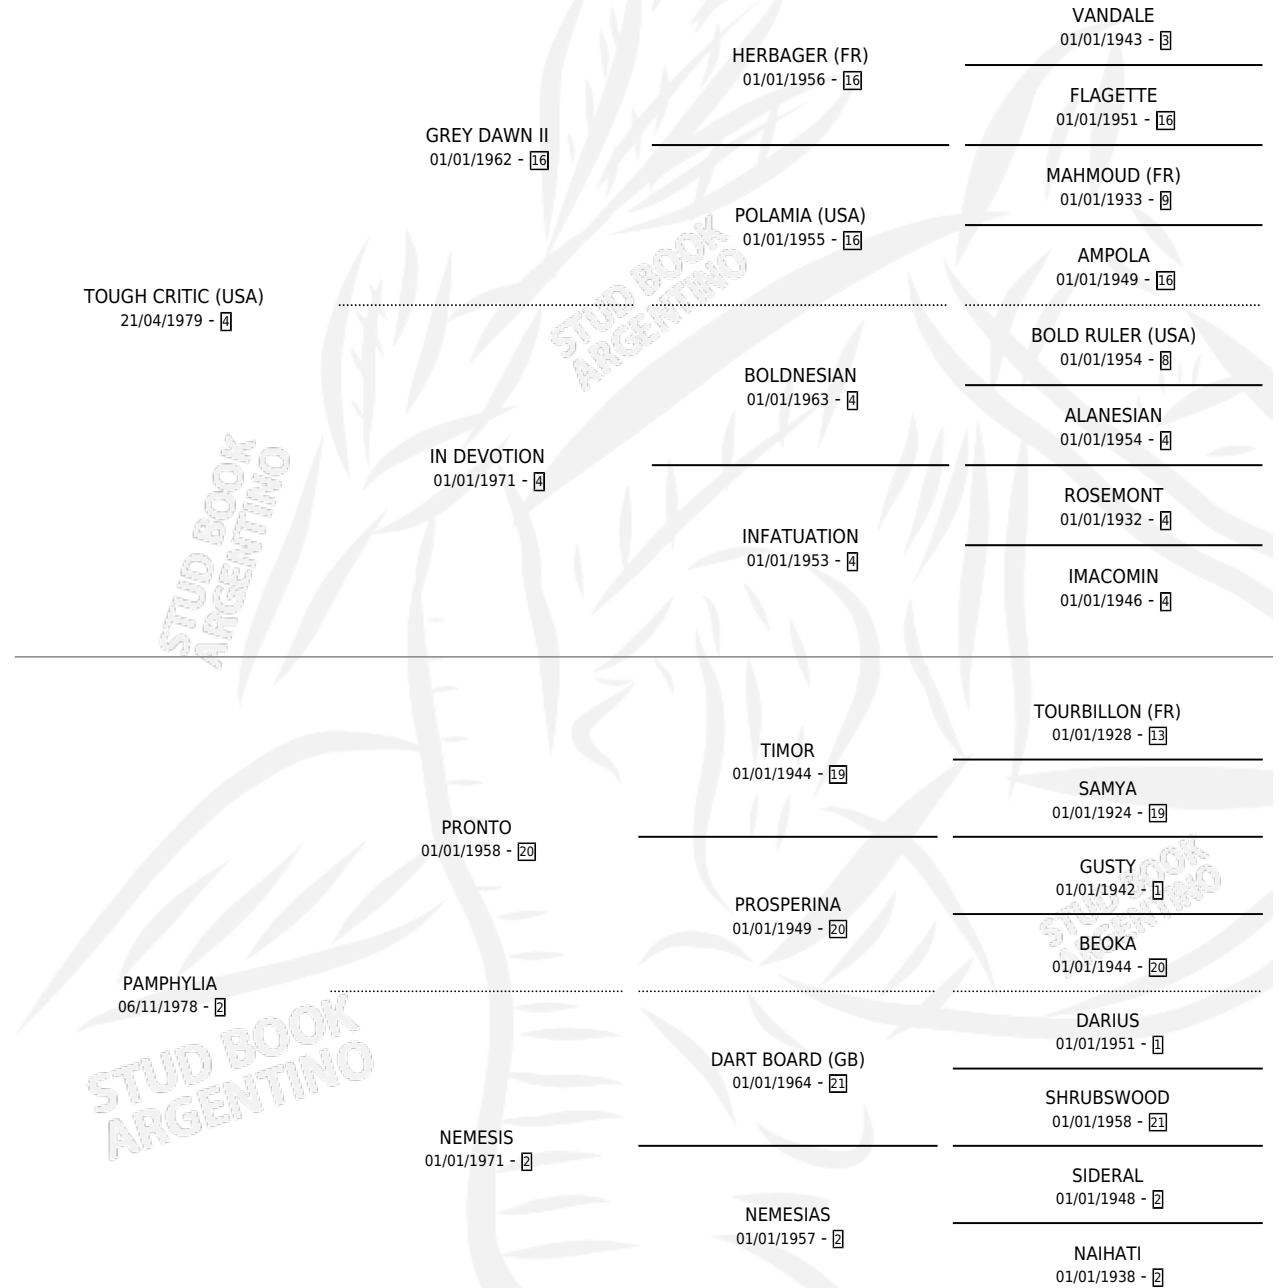 VANDALE
01/01/1943 - 3
HERBAGER (FR)
01/01/1956 - 16
FLAGETTE
01/01/1951 - 16
GREY DAWN II
01/01/1962 - 16
MAHMOUD (FR)
01/01/1933 - 9
POLAMIA (USA)
01/01/1955 - 16
AMPOLA
01/01/1949 - 16
TOUGH CRITIC (USA)
21/04/1979 - 4
BOLD RULER (USA)
01/01/1954 - 8
BOLDNESIAN
01/01/1963 - 4
ALANESIAN
01/01/1954 - 4
IN DEVOTION
01/01/1971 - 4
ROSEMONT
01/01/1932 - 4
INFATUATION
01/01/1953 - 4
IMACOMIN
01/01/1946 - 4
TOURBILLON (FR)
01/01/1928 - 13
TIMOR
01/01/1944 - 19
SAMYA
01/01/1924 - 19
PRONTO
01/01/1958 - 20
GUSTY
01/01/1942 - 1
PROSPERINA
01/01/1949 - 20
BEOKA
01/01/1944 - 20
PAMPHYLIA
06/11/1978 - 2
DARIUS
01/01/1951 - 1
DART BOARD (GB)
01/01/1964 - 21
SHRUBSWOOD
01/01/1958 - 21
NEMESIS
01/01/1971 - 2
SIDERAL
01/01/1948 - 2
NEMESIAS
01/01/1957 - 2
NAIHATI
01/01/1938 - 2
STUD BOOK
ARGENTINO
STUD BOOK
ARGENTINO
STUD BOOK
ARGENTINO
STUD BOOK
ARGENTINO